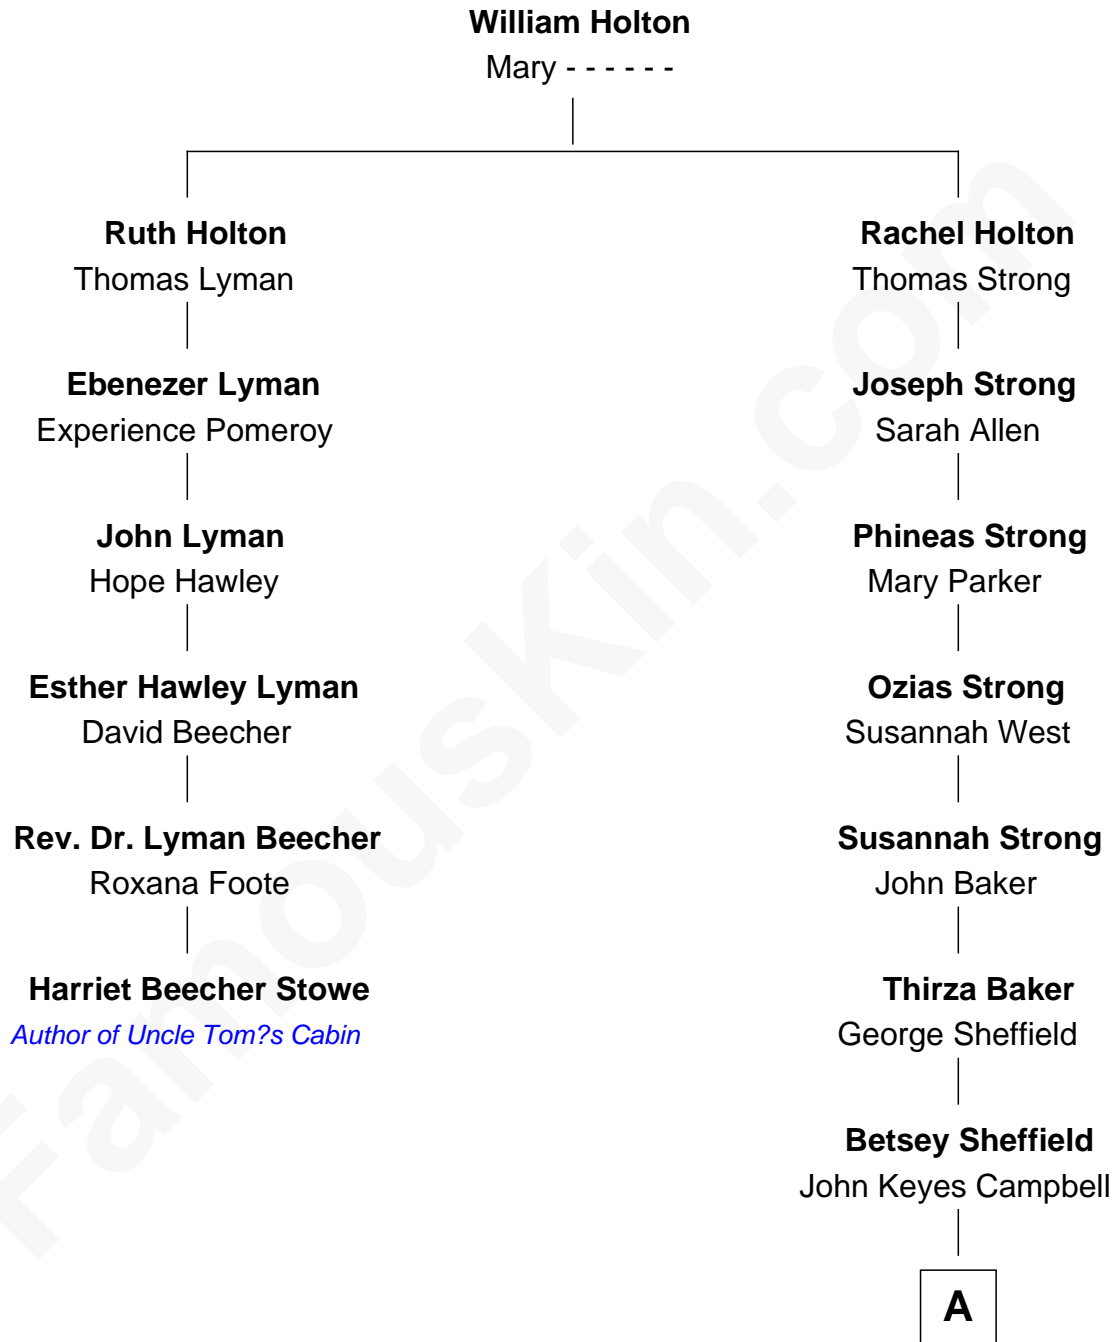 William Holton
Mary - - - - - -
Ruth Holton
Thomas Lyman
Ebenezer Lyman
Experience Pomeroy
John Lyman
Hope Hawley
Esther Hawley Lyman
David Beecher
Rev. Dr. Lyman Beecher
Roxana Foote
Harriet Beecher Stowe
Author of Uncle Tom?s Cabin
Rachel Holton
Thomas Strong
Joseph Strong
Sarah Allen
Phineas Strong
Mary Parker
Ozias Strong
Susannah West
Susannah Strong
John Baker
Thirza Baker
George Sheffield
Betsey Sheffield
John Keyes Campbell
A
FamousKin.com